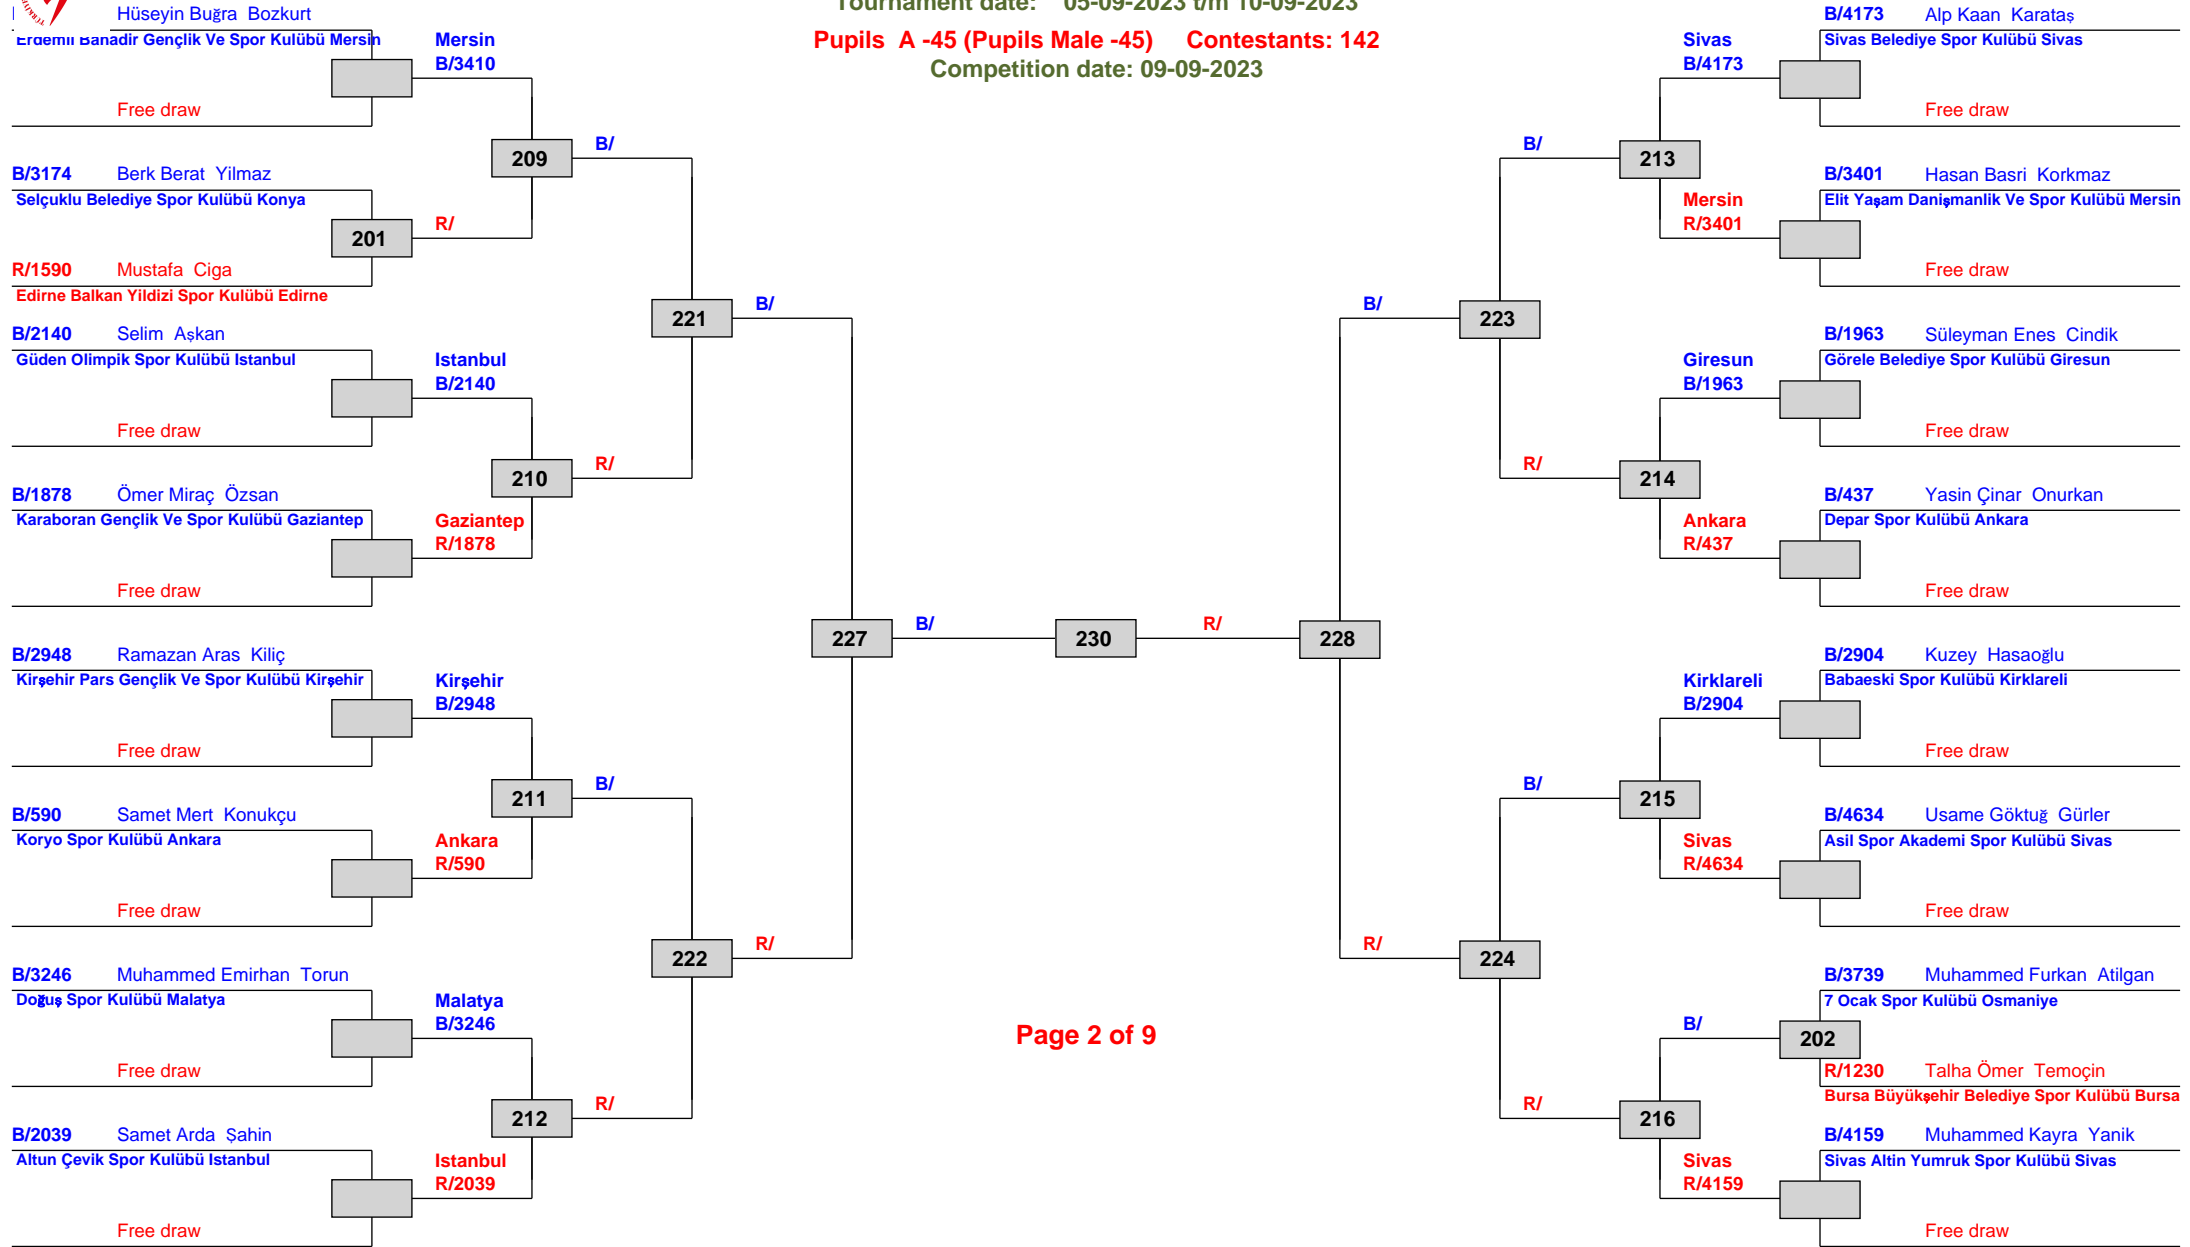 Tournament date: 05-09-2023 t/m 10-09-2023
Pupils A -45 (Pupils Male -45) Contestants: 142
Competition date: 09-09-2023
Hüseyin Buğra Bozkurt
Erdemli Bahadir Gençlik Ve Spor Kulübü Mersin
Mersin
B/3410
Free draw
209
B/
B/3174 Berk Berat Yilmaz
Selçuklu Belediye Spor Kulübü Konya
201
R/
R/1590 Mustafa Ciga
Edirne Balkan Yildizi Spor Kulübü Edirne
221
B/
B/2140 Selim Aşkan
Güden Olimpik Spor Kulübü Istanbul
Istanbul
B/2140
Free draw
210
R/
B/1878 Ömer Miraç Özsan
Karaboran Gençlik Ve Spor Kulübü Gaziantep
Gaziantep
R/1878
Free draw
227
B/
230
R/
228
B/2948 Ramazan Aras Kiliç
Kirşehir Pars Gençlik Ve Spor Kulübü Kirşehir
Kirşehir
B/2948
Free draw
211
B/
B/590 Samet Mert Konukçu
Koryo Spor Kulübü Ankara
Ankara
R/590
Free draw
222
R/
B/3246 Muhammed Emirhan Torun
Doğuş Spor Kulübü Malatya
Malatya
B/3246
Free draw
212
R/
B/2039 Samet Arda Şahin
Altun Çevik Spor Kulübü Istanbul
Istanbul
R/2039
Free draw
B/4173 Alp Kaan Karataş
Sivas Belediye Spor Kulübü Sivas
Sivas
B/4173
Free draw
B/
213
B/3401 Hasan Basri Korkmaz
Elit Yaşam Danişmanlik Ve Spor Kulübü Mersin
Mersin
R/3401
Free draw
B/
223
B/1963 Süleyman Enes Cindik
Görele Belediye Spor Kulübü Giresun
Giresun
B/1963
Free draw
R/
214
B/437 Yasin Çinar Onurkan
Depar Spor Kulübü Ankara
Ankara
R/437
Free draw
B/2904 Kuzey Hasaoğlu
Babaeski Spor Kulübü Kirklareli
Kirklareli
B/2904
Free draw
B/
215
B/4634 Usame Göktuğ Gürler
Asil Spor Akademi Spor Kulübü Sivas
Sivas
R/4634
Free draw
R/
224
B/3739 Muhammed Furkan Atilgan
7 Ocak Spor Kulübü Osmaniye
B/
202
R/1230 Talha Ömer Temoçin
Bursa Büyükşehir Belediye Spor Kulübü Bursa
R/
216
B/4159 Muhammed Kayra Yanik
Sivas Altin Yumruk Spor Kulübü Sivas
Sivas
R/4159
Free draw
Page 2 of 9